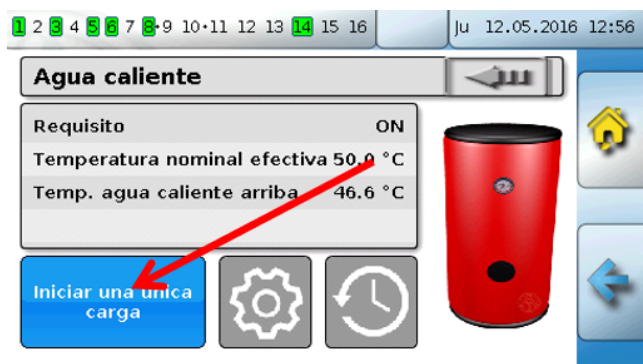 1 2 3 4 5 6 7 8·9 10·11 12 13 14 15 16 Ju 12.05.2016 12:56
Agua caliente
Requisito ON
Temperatura nominal efectiva 50.0 °C
Temp. agua caliente arriba 46.6 °C
Iniciar una unica
carga